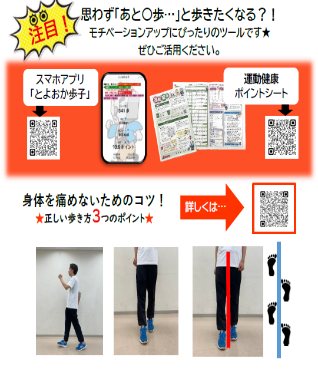 注目!
思わず「あと〇歩…」と歩きたくなる?!
モチベーションアップにぴったりのツールです★
ぜひご活用ください。
スマホアプリ
「とよおか歩子」
運動健康
ポイントシート
身体を痛めないためのコツ!
★正しい歩き方3つのポイント★
詳しくは…